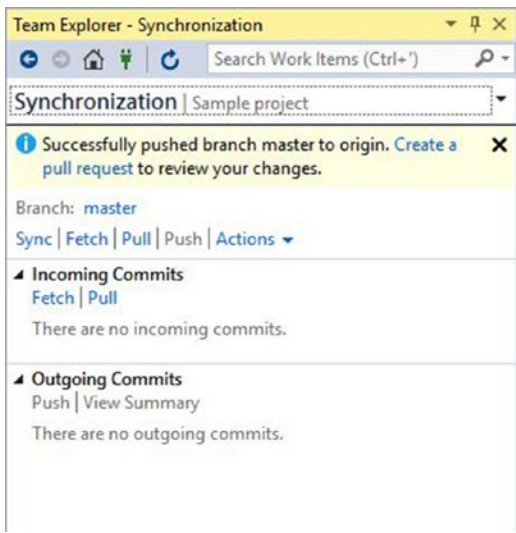 Team Explorer - Synchronization
Search Work Items (Ctrl+')
Synchronization | Sample project
Successfully pushed branch master to origin. Create a
pull request to review your changes.
Branch: master
Sync | Fetch | Pull | Push | Actions
Incoming Commits
Fetch | Pull
There are no incoming commits.
Outgoing Commits
Push | View Summary
There are no outgoing commits.